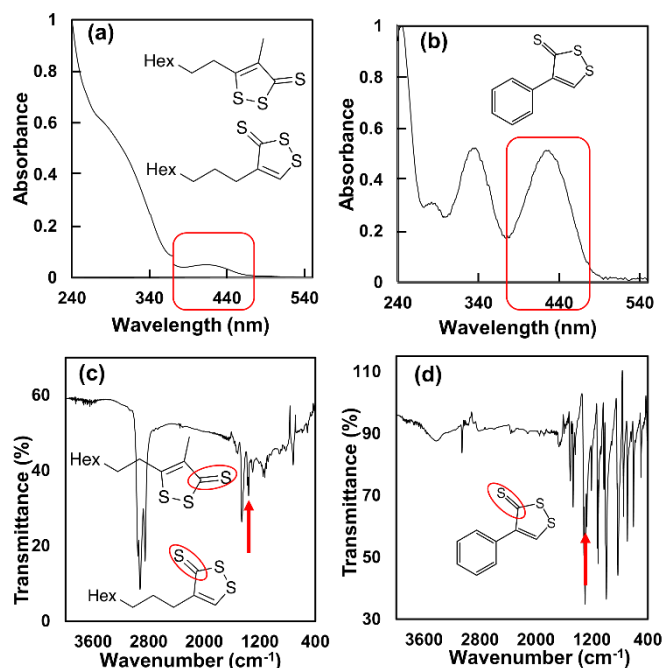 (a)
Hex
S
S-S
S
S
S
Hex
Absorbance
1
0.8
0.6
0.4
0.2
0
240 340 440 540
Wavelength (nm)
(b)
S
S
S
Absorbance
1
0.8
0.6
0.4
0.2
0
240 340 440 540
Wavelength (nm)
(c)
Hex
S
S-S
S
S
S
Hex
Transmittance (%)
60
40
20
0
3600 2800 2000 1200 400
Wavenumber (cm⁻¹)
(d)
S
S
S
Transmittance (%)
110
90
70
50
30
3600 2800 2000 1200 400
Wavenumber (cm⁻¹)